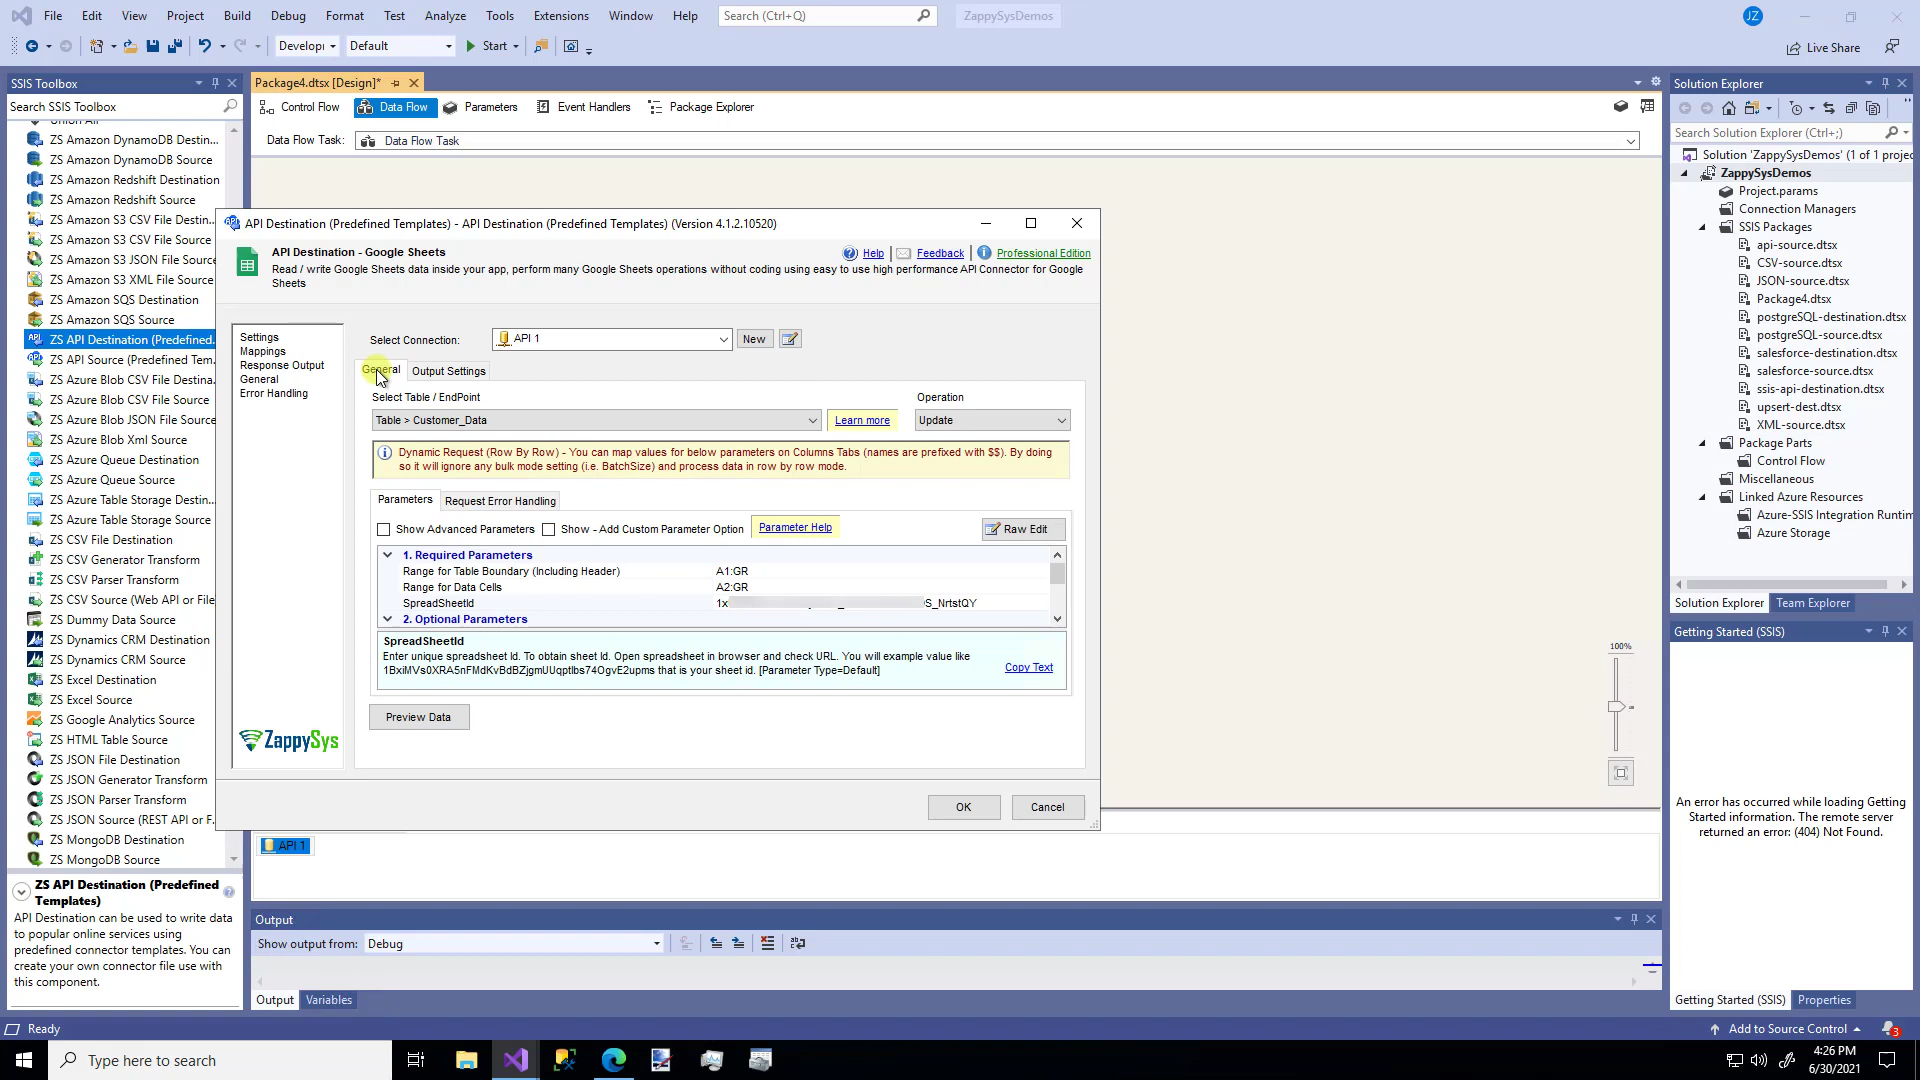 File Edit View Project Build Debug Format Test Analyze Tools Extensions Window Help Search (Ctrl+Q) ZappySysDemos JZ
Developi Default Start Live Share
SSIS Toolbox
Search SSIS Toolbox
Union All
ZS Amazon DynamoDB Destin...
ZS Amazon DynamoDB Source
ZS Amazon Redshift Destination
ZS Amazon Redshift Source
ZS Amazon S3 CSV File Destin...
ZS Amazon S3 CSV File Source
ZS Amazon S3 JSON File Source
ZS Amazon S3 XML File Source
ZS Amazon SQS Destination
ZS Amazon SQS Source
ZS API Destination (Predefined.
ZS API Source (Predefined Tem.
ZS Azure Blob CSV File Destina.
ZS Azure Blob CSV File Source
ZS Azure Blob JSON File Source
ZS Azure Blob Xml Source
ZS Azure Queue Destination
ZS Azure Queue Source
ZS Azure Table Storage Destin...
ZS Azure Table Storage Source
ZS CSV File Destination
ZS CSV Generator Transform
ZS CSV Parser Transform
ZS CSV Source (Web API or File
ZS Dummy Data Source
ZS Dynamics CRM Destination
ZS Dynamics CRM Source
ZS Excel Destination
ZS Excel Source
ZS Google Analytics Source
ZS HTML Table Source
ZS JSON File Destination
ZS JSON Generator Transform
ZS JSON Parser Transform
ZS JSON Source (REST API or F.
ZS MongoDB Destination
ZS MongoDB Source
ZS API Destination (Predefined
Templates)
API Destination can be used to write data
to popular online services using
predefined connector templates. You can
create your own connector file use with
this component.
Package4.dtsx [Design]*
Control Flow Data Flow Parameters Event Handlers Package Explorer
Data Flow Task: Data Flow Task
API Destination (Predefined Templates) - API Destination (Predefined Templates) (Version 4.1.2.10520)
API Destination - Google Sheets
Read / write Google Sheets data inside your app, perform many Google Sheets operations without coding using easy to use high performance API Connector for Google
Sheets
Help Feedback Professional Edition
Settings
Mappings
Response Output
General
Error Handling
ZappySys
Select Connection: API 1 New
General Output Settings
Select Table / EndPoint Operation
Table > Customer_Data Learn more Update
Dynamic Request (Row By Row) - You can map values for below parameters on Columns Tabs (names are prefixed with $$). By doing
so it will ignore any bulk mode setting (i.e. BatchSize) and process data in row by row mode.
Parameters Request Error Handling
Show Advanced Parameters Show - Add Custom Parameter Option Parameter Help Raw Edit
1. Required Parameters
Range for Table Boundary (Including Header) A1:GR
Range for Data Cells A2:GR
SpreadSheetId 1x S_NrtstQY
2. Optional Parameters
SpreadSheetId
Enter unique spreadsheet Id. To obtain sheet Id. Open spreadsheet in browser and check URL. You will example value like
1BxiMVs0XRA5nFMdKvBdBZjgmUUqptlbs74OgvE2upms that is your sheet id. [Parameter Type=Default]
Copy Text
Preview Data
OK Cancel
100%
API 1
Output
Show output from: Debug
Output Variables
Solution Explorer
Search Solution Explorer (Ctrl+;)
Solution 'ZappySysDemos' (1 of 1 projec
ZappySysDemos
Project.params
Connection Managers
SSIS Packages
api-source.dtsx
CSV-source.dtsx
JSON-source.dtsx
Package4.dtsx
postgreSQL-destination.dtsx
postgreSQL-source.dtsx
salesforce-destination.dtsx
salesforce-source.dtsx
ssis-api-destination.dtsx
upsert-dest.dtsx
XML-source.dtsx
Package Parts
Control Flow
Miscellaneous
Linked Azure Resources
Azure-SSIS Integration Runtin
Azure Storage
Solution Explorer Team Explorer
Getting Started (SSIS)
An error has occurred while loading Getting
Started information. The remote server
returned an error: (404) Not Found.
Getting Started (SSIS) Properties
Ready Add to Source Control 3
Type here to search
4:26 PM
6/30/2021